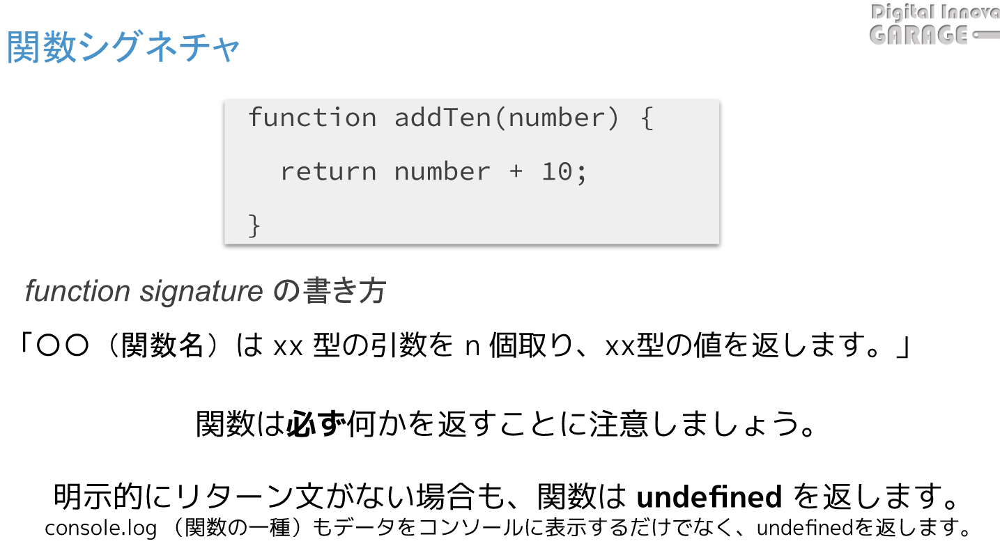 Digital Innova
GARAGE
関数シグネチャ
function addTen(number) {
return number + 10;
}
function signature の書き方
「〇〇（関数名）は xx 型の引数を n 個取り、xx型の値を返します。」
関数は必ず何かを返すことに注意しましょう。
明示的にリターン文がない場合も、関数は undefined を返します。
console.log （関数の一種）もデータをコンソールに表示するだけでなく、undefinedを返します。